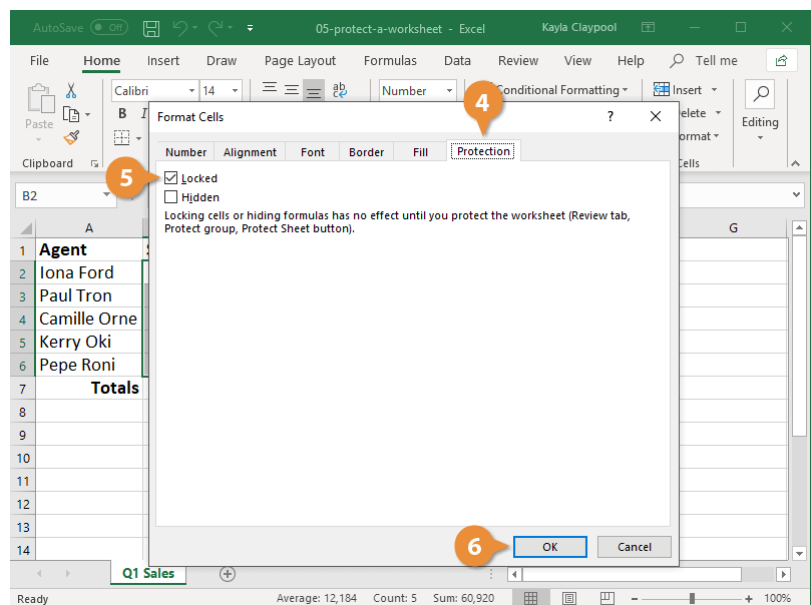 AutoSave Off 05-protect-a-worksheet - Excel Kayla Claypool
File Home Insert Draw Page Layout Formulas Data Review View Help Tell me
Calibri 14 ab Number Conditional Formatting Insert
Paste B I elete Editing
ormat
Clipboard Cells
4
Format Cells ?
Number Alignment Font Border Fill Protection
5
Locked
B2
Hidden
Locking cells or hiding formulas has no effect until you protect the worksheet (Review tab,
Protect group, Protect Sheet button).
A G
1 Agent
2 Iona Ford
3 Paul Tron
4 Camille Orne
5 Kerry Oki
6 Pepe Roni
7 Totals
8
9
10
11
12
13
14
6 OK Cancel
Q1 Sales
Ready Average: 12,184 Count: 5 Sum: 60,920 100%